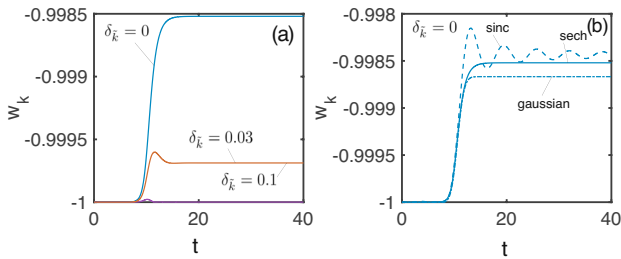 -0.9985
-0.999
-0.9995
-1
w_k
δ_k̃ = 0
(a)
δ_k̃ = 0.03
δ_k̃ = 0.1
0
20
40
t
-0.998
-0.9985
-0.999
-0.9995
-1
w_k
δ_k̃ = 0
sinc
(b)
sech
gaussian
0
20
40
t